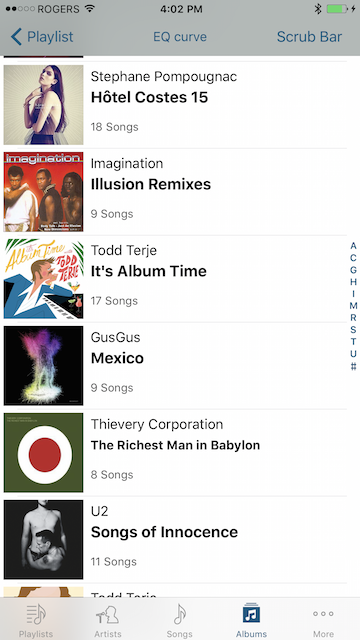 ROGERS 4:02 PM
Playlist EQ curve Scrub Bar
Stephane Pompougnac
Hôtel Costes 15
18 Songs
imagination
Imagination
Illusion Remixes
9 Songs
Album Time
with
TODD
TERJE
Todd Terje
It's Album Time
17 Songs
GusGus
Mexico
9 Songs
Thievery Corporation
The Richest Man in Babylon
8 Songs
U2
Songs of Innocence
11 Songs
Todd Terje
A
C
G
H
I
M
R
S
T
U
#
Playlists Artists Songs Albums More